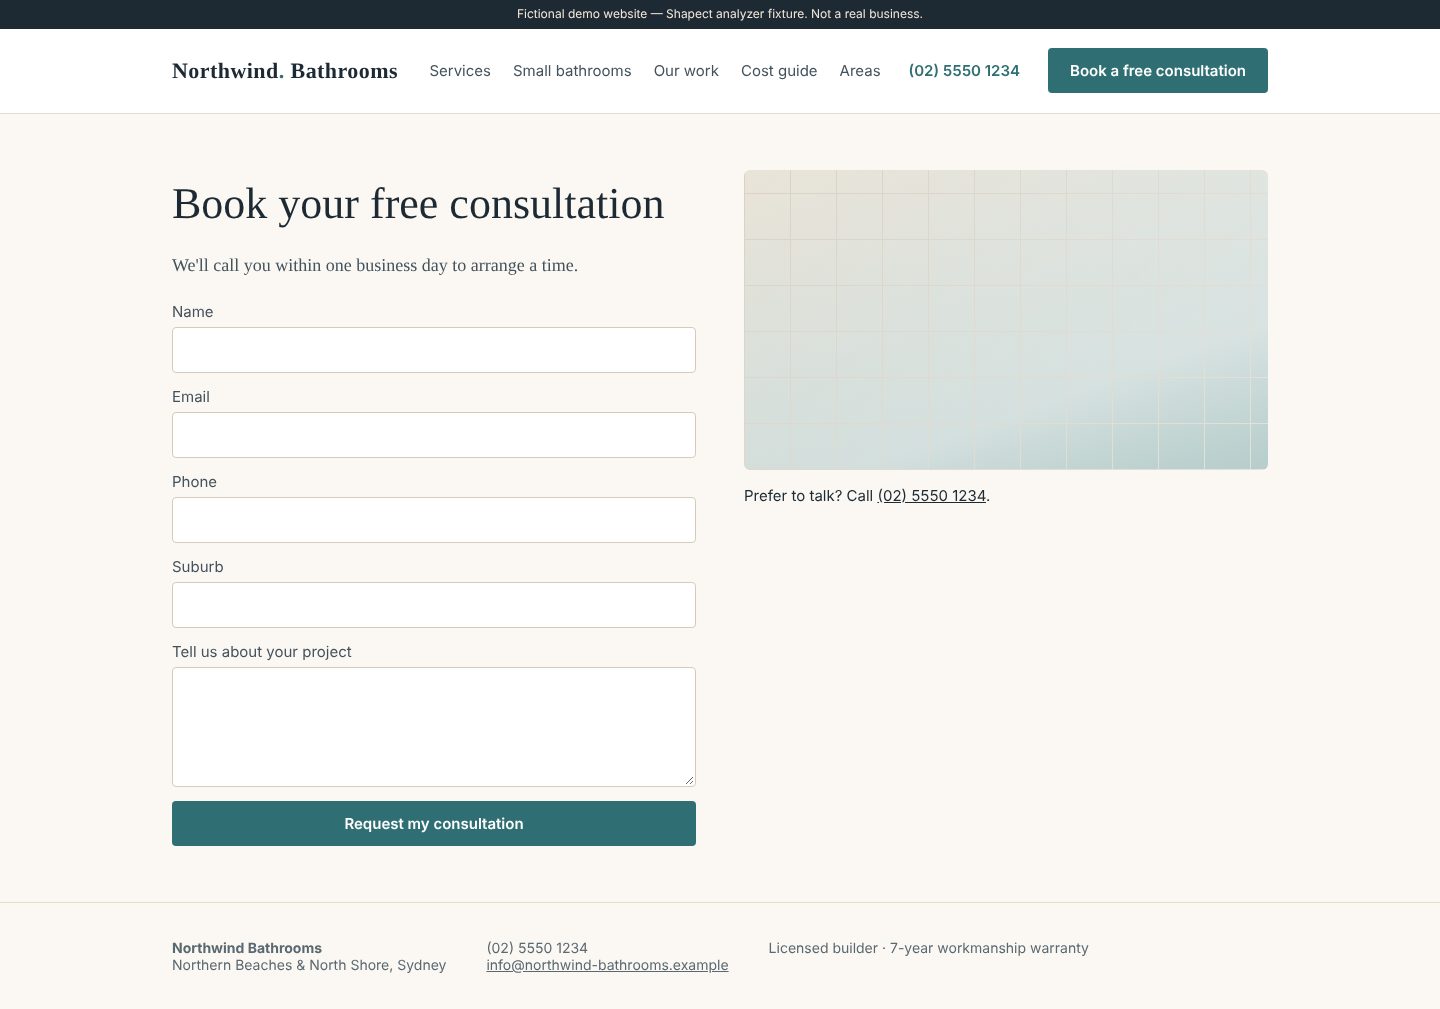 Fictional demo website — Shapect analyzer fixture. Not a real business.
Northwind. Bathrooms
Services
Small bathrooms
Our work
Cost guide
Areas
(02) 5550 1234
Book a free consultation
Book your free consultation
We'll call you within one business day to arrange a time.
Name
Email
Phone
Suburb
Tell us about your project
Request my consultation
Prefer to talk? Call (02) 5550 1234.
Northwind Bathrooms
Northern Beaches & North Shore, Sydney
(02) 5550 1234
info@northwind-bathrooms.example
Licensed builder · 7-year workmanship warranty